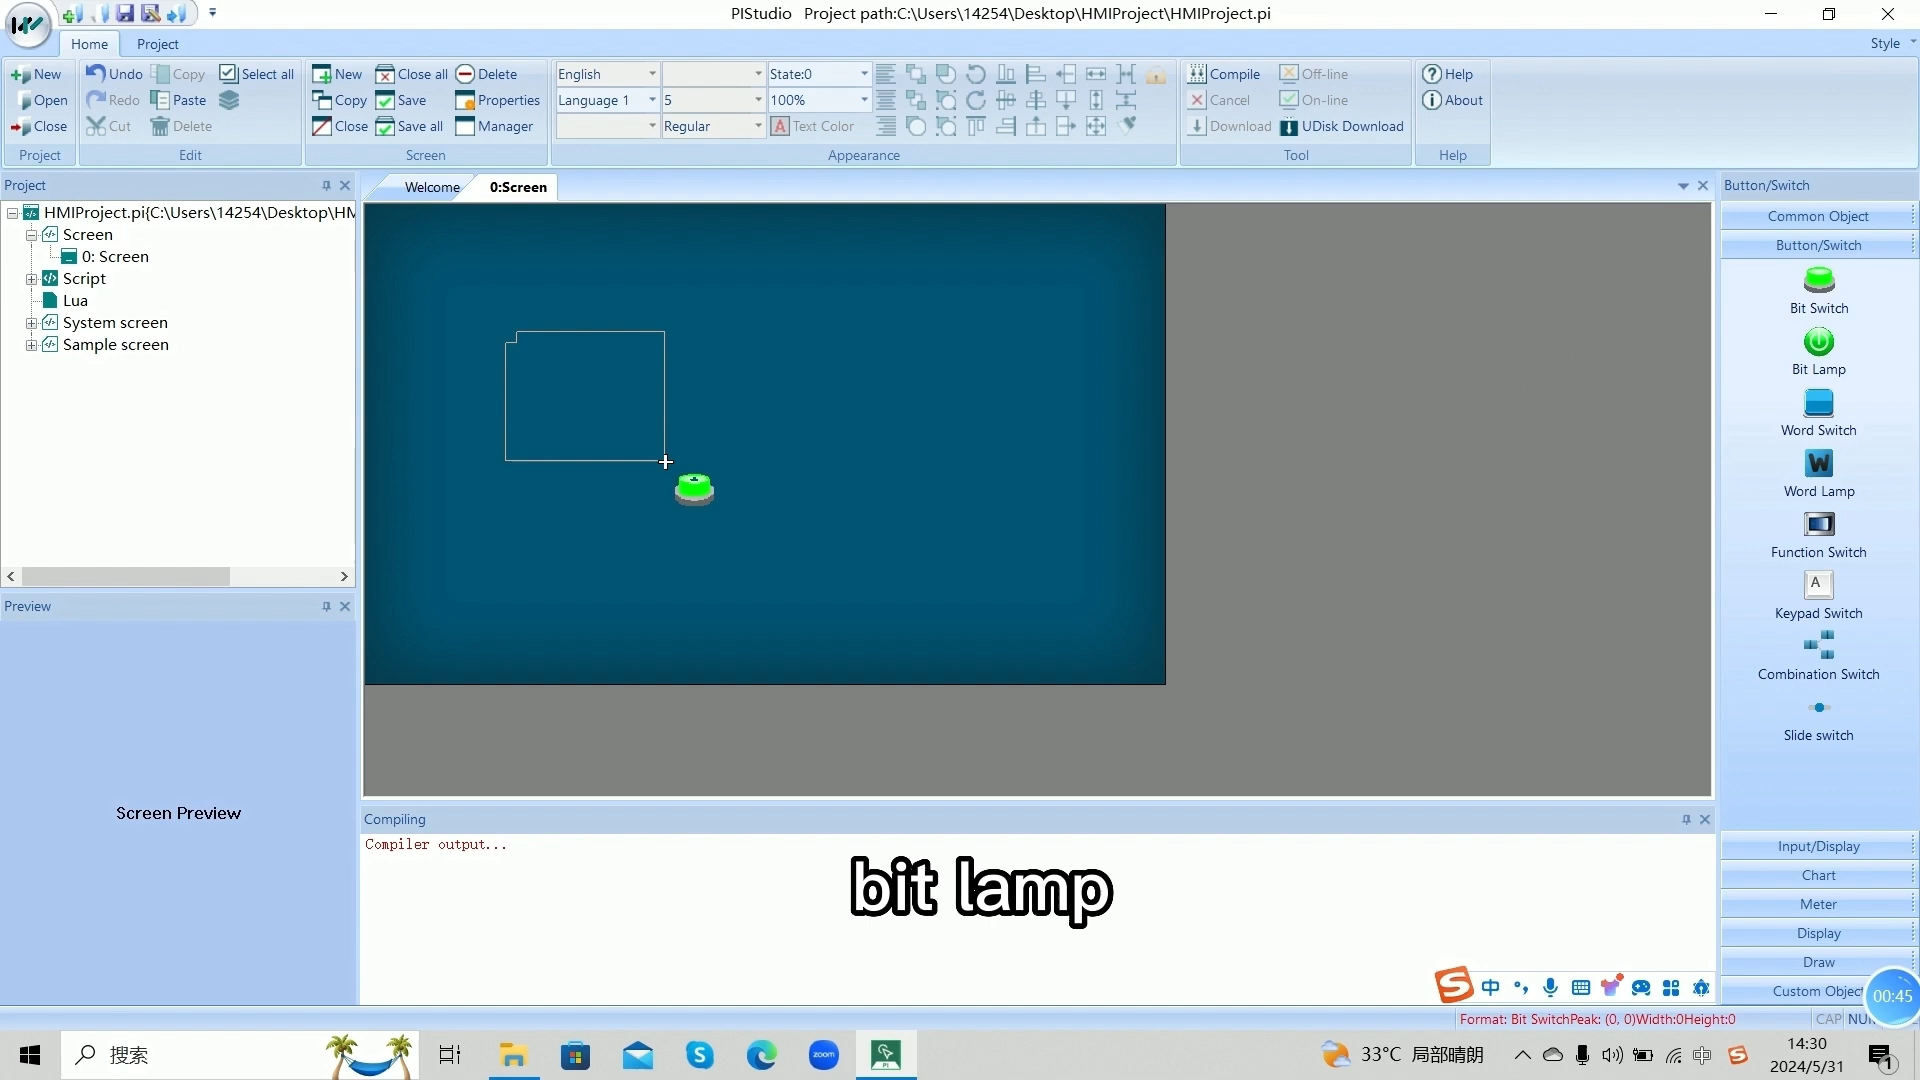 PIStudio Project path:C:\Users\14254\Desktop\HMIProject\HMIProject.pi
Home
Project
Style
New
Open
Close
Project
Undo
Copy
Select all
Redo
Paste
Cut
Delete
Edit
New
Close all
Delete
Copy
Save
Properties
Close
Save all
Manager
Screen
English
State:0
Language 1
5
100%
Regular
A Text Color
Appearance
Compile
Off-line
Cancel
On-line
Download
UDisk Download
Tool
Help
About
Help
Project
HMIProject.pi{C:\Users\14254\Desktop\HM
Screen
0: Screen
Script
Lua
System screen
Sample screen
Preview
Screen Preview
Welcome
0:Screen
Compiling
Compiler output...
bit lamp
Button/Switch
Common Object
Button/Switch
Bit Switch
Bit Lamp
Word Switch
W
Word Lamp
Function Switch
A
Keypad Switch
Combination Switch
Slide switch
Input/Display
Chart
Meter
Display
Draw
Custom Object
00:45
S 中
Format: Bit SwitchPeak: (0, 0)Width:0Height:0
CAP
NUM
搜索
S
zoom
PI
33°C 局部晴朗
中
S
14:30
2024/5/31
1